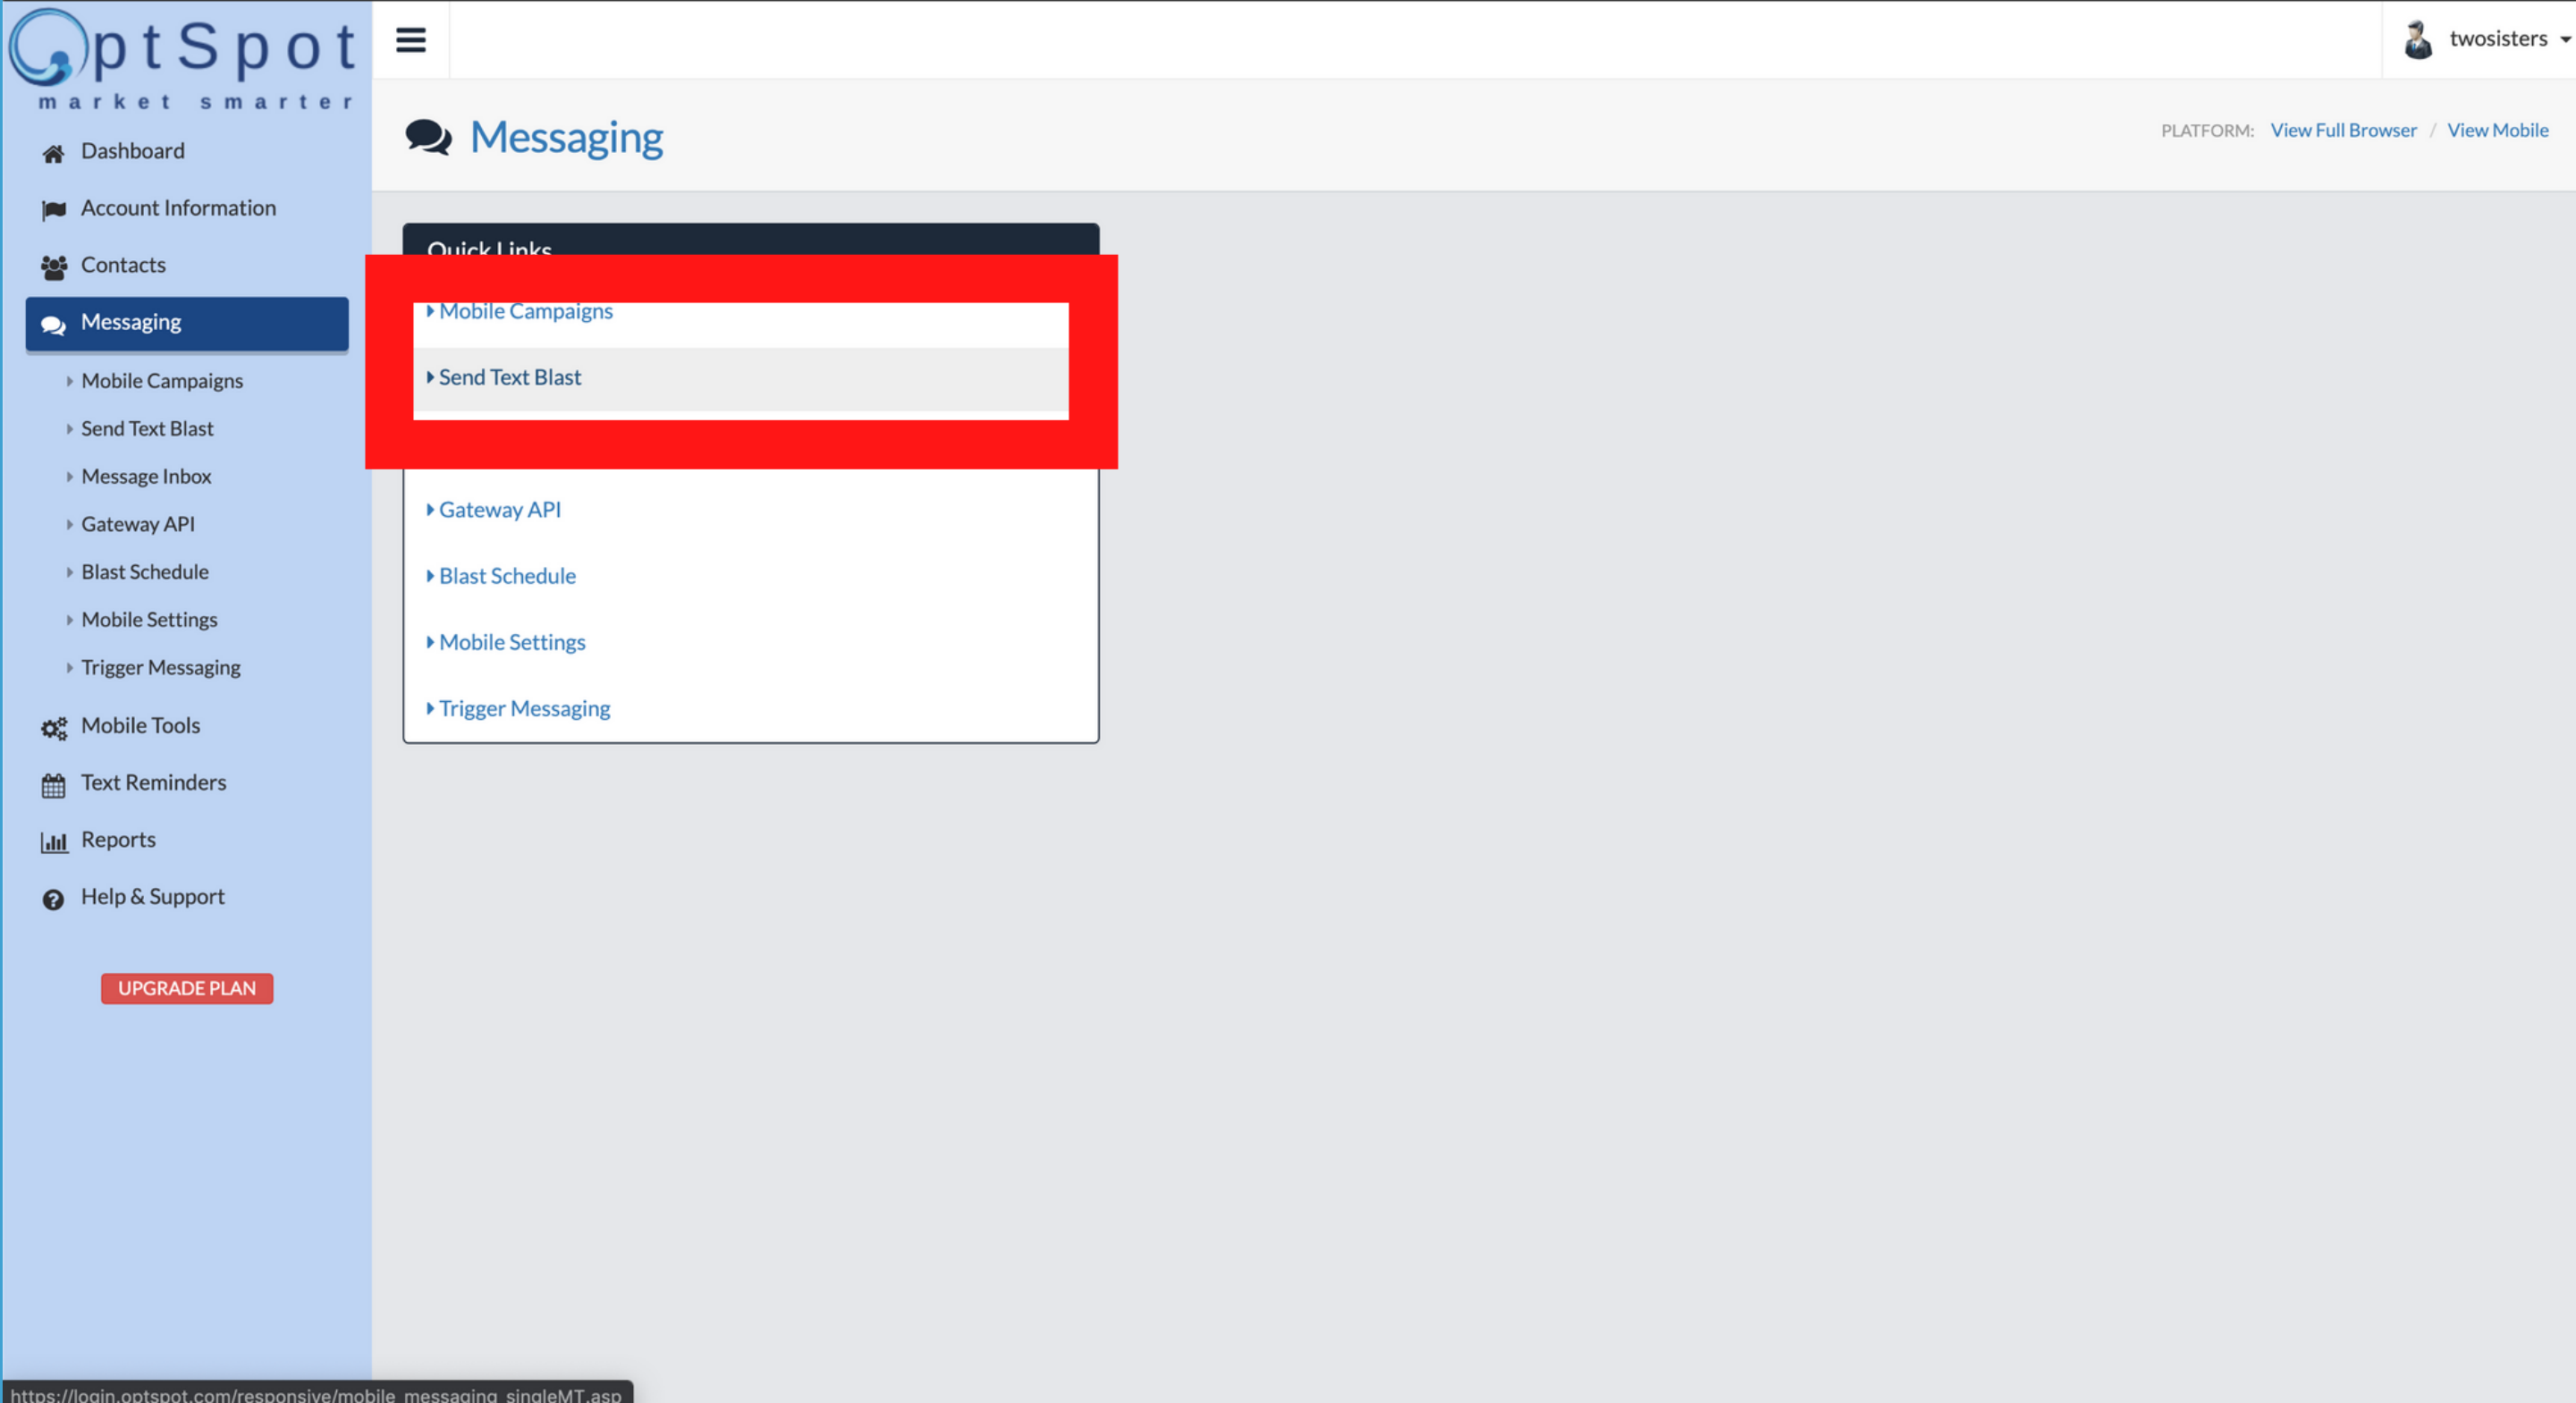 OptSpot
market smarter
Dashboard
Account Information
Contacts
Messaging
Mobile Campaigns
Send Text Blast
Message Inbox
Gateway API
Blast Schedule
Mobile Settings
Trigger Messaging
Mobile Tools
Text Reminders
Reports
Help & Support
UPGRADE PLAN
twosisters
Messaging
PLATFORM: View Full Browser / View Mobile
Quick Links
Mobile Campaigns
Send Text Blast
Gateway API
Blast Schedule
Mobile Settings
Trigger Messaging
https://login.optspot.com/responsive/mobile_messaging_singleMT.asp